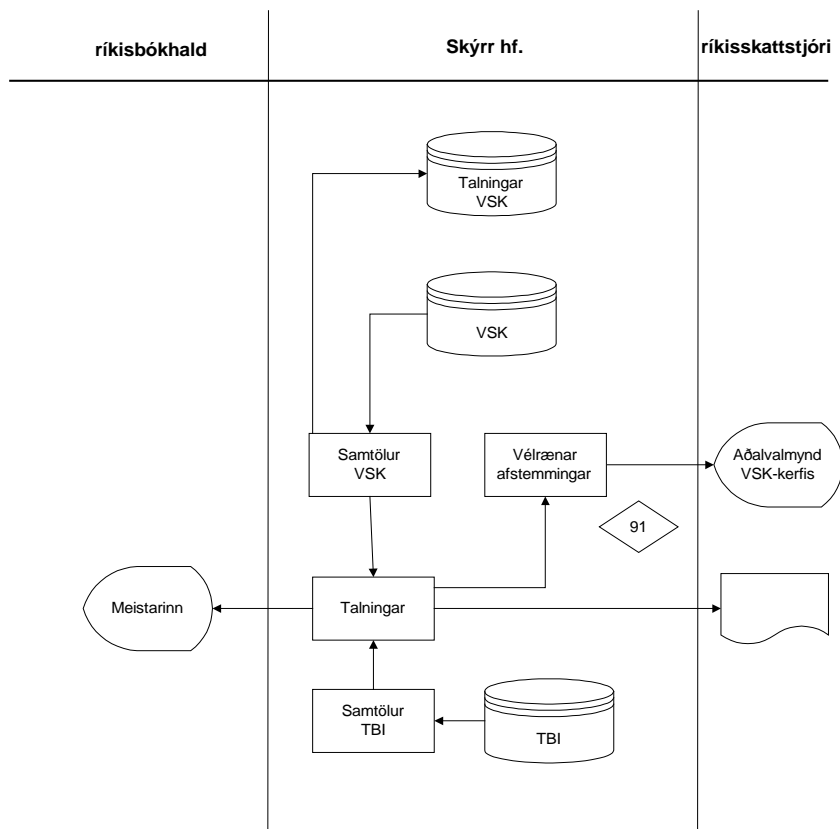 ríkisbókhald
Skýrr hf.
ríkisskattstjóri
Talningar
VSK
VSK
Samtölur
VSK
Vélrænar
afstemmingar
Aðalvalmynd
VSK-kerfis
91
Meistarinn
Talningar
Samtölur
TBI
TBI